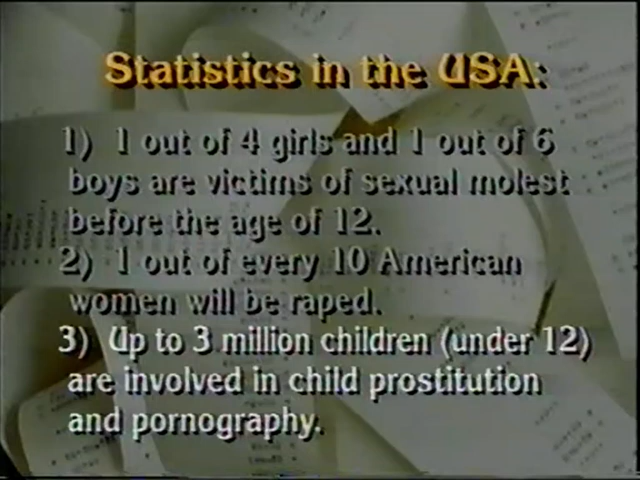 Statistics in the USA:
1) 1 out of 4 girls and 1 out of 6
boys are victims of sexual molest
before the age of 12.
2) 1 out of every 10 American
women will be raped.
3) Up to 3 million children (under 12)
are involved in child prostitution
and pornography.